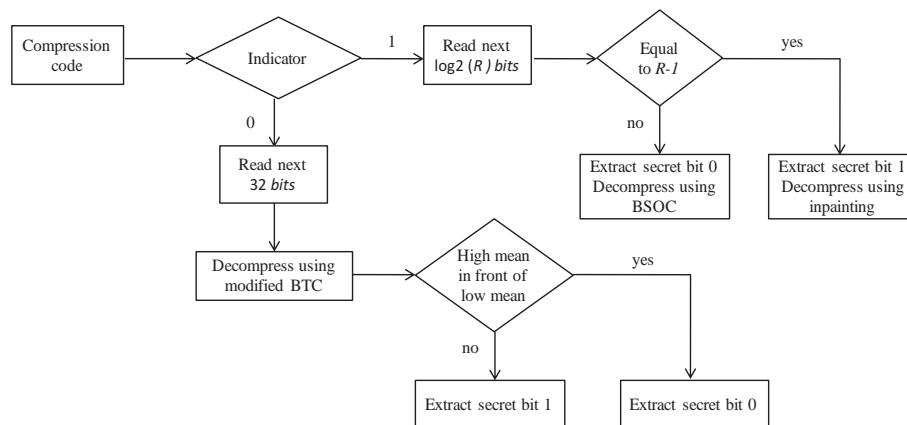 Compression
code
Indicator
1
Read next
log2 (R ) bits
Equal
to R-1
yes
no
0
Read next
32 bits
Extract secret bit 0
Decompress using
BSOC
Extract secret bit 1
Decompress using
inpainting
Decompress using
modified BTC
High mean
in front of
low mean
yes
no
Extract secret bit 1
Extract secret bit 0